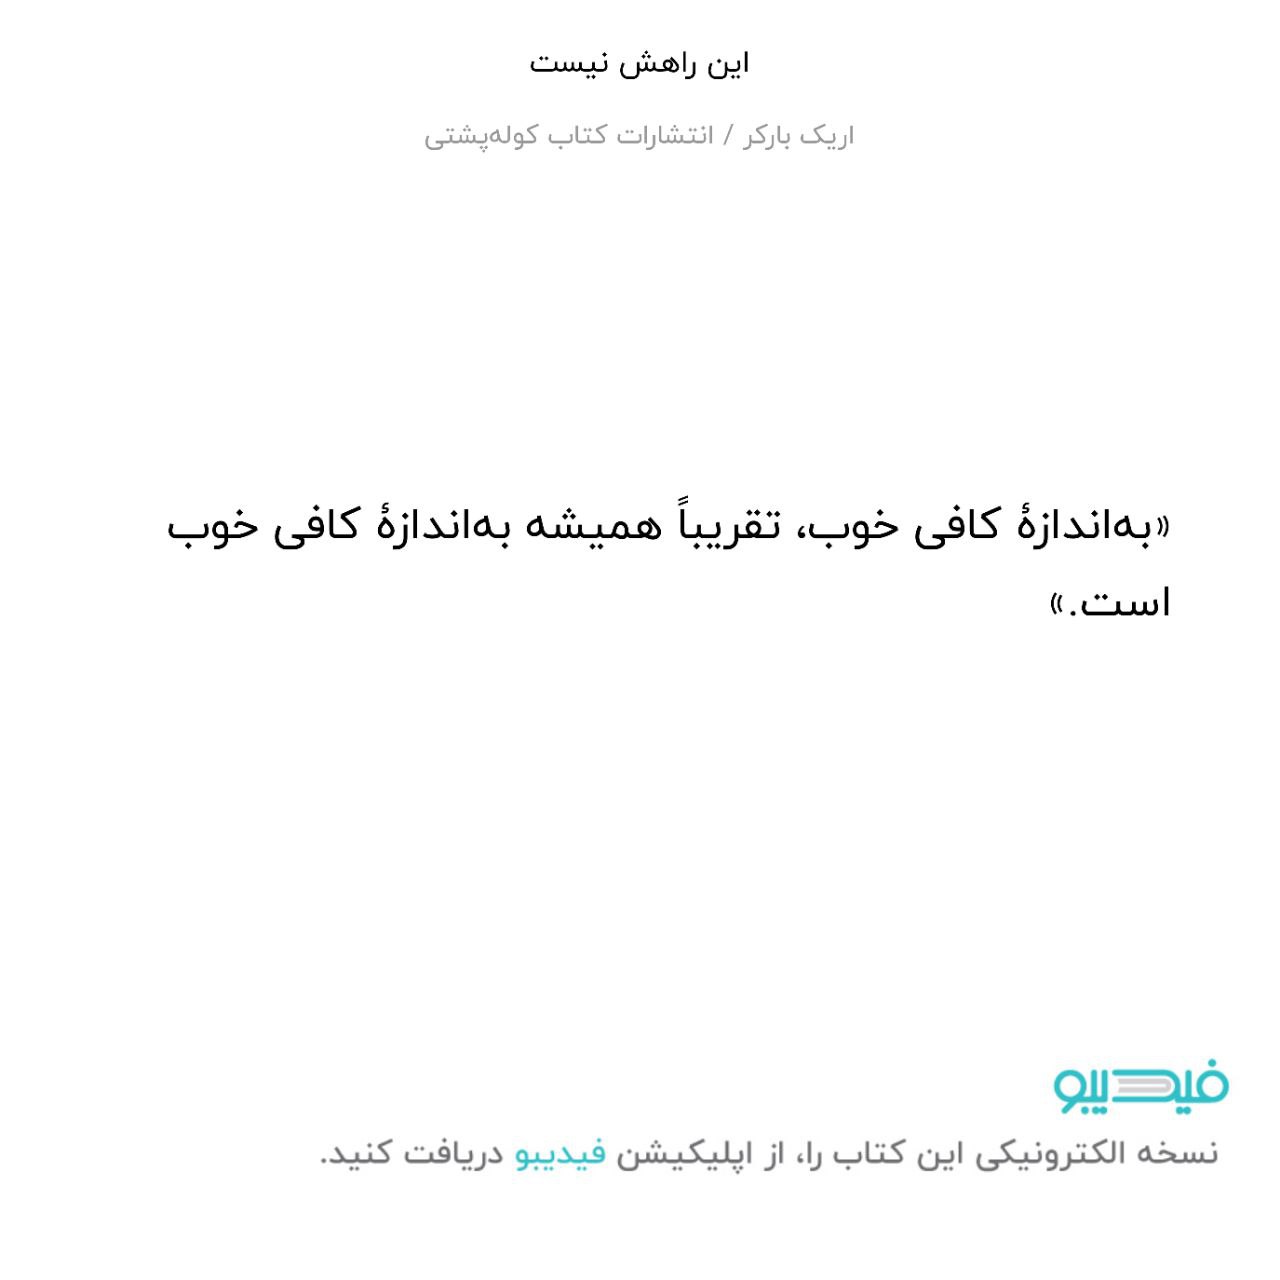 این راهش نیست
اریک بارکر / انتشارات کتاب کوله‌پشتی
«به‌اندازهٔ کافی خوب، تقریباً همیشه به‌اندازهٔ کافی خوب
است.»
فیدیبو
نسخه الکترونیکی این کتاب را، از اپلیکیشن فیدیبو دریافت کنید.